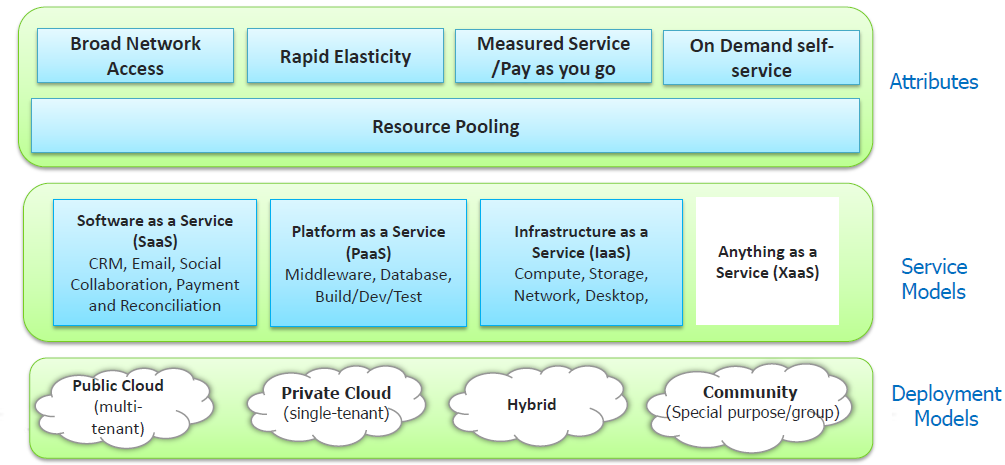 Broad Network
Access
Rapid Elasticity
Measured Service
/Pay as you go
On Demand self-
service
Resource Pooling
Attributes
Software as a Service
(SaaS)
CRM, Email, Social
Collaboration, Payment
and Reconciliation
Platform as a Service
(PaaS)
Middleware, Database,
Build/Dev/Test
Infrastructure as a
Service (IaaS)
Compute, Storage,
Network, Desktop,
Anything as a
Service (XaaS)
Service
Models
Public Cloud
(multi-
tenant)
Private Cloud
(single-tenant)
Hybrid
Community
(Special purpose/group)
Deployment
Models